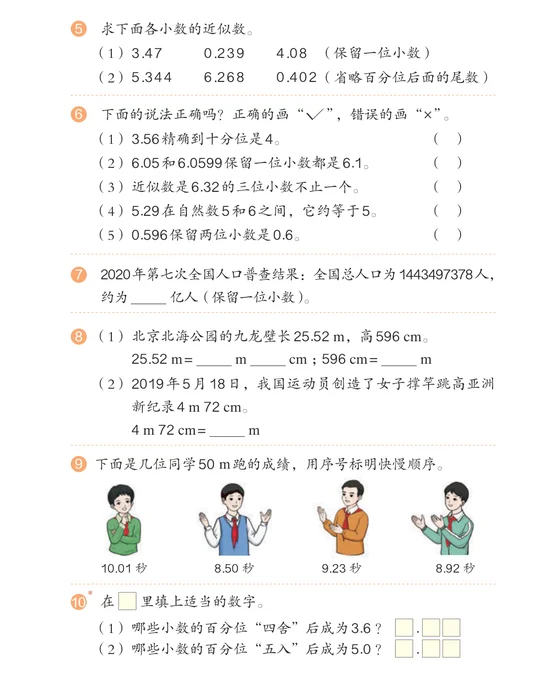 5 求下面各小数的近似数。
(1) 3.47 0.239 4.08 (保留一位小数)
(2) 5.344 6.268 0.402 (省略百分位后面的尾数)
6 下面的说法正确吗？正确的画“✓”，错误的画“×”。
(1) 3.56精确到十分位是4。 ( )
(2) 6.05和6.0599保留一位小数都是6.1。 ( )
(3) 近似数是6.32的三位小数不止一个。 ( )
(4) 5.29在自然数5和6之间，它约等于5。 ( )
(5) 0.596保留两位小数是0.6。 ( )
7 2020年第七次全国人口普查结果：全国总人口为1443497378人，
约为_____亿人(保留一位小数)。
8 (1) 北京北海公园的九龙壁长25.52 m，高596 cm。
25.52 m=_____m_____cm；596 cm=_____m
(2) 2019年5月18日，我国运动员创造了女子撑竿跳高亚洲
新纪录4 m 72 cm。
4 m 72 cm=_____m
9 下面是几位同学50 m跑的成绩，用序号标明快慢顺序。
10.01秒 8.50秒 9.23秒 8.92秒
10* 在□里填上适当的数字。
(1) 哪些小数的百分位“四舍”后成为3.6？ □.□□
(2) 哪些小数的百分位“五入”后成为5.0？ □.□□